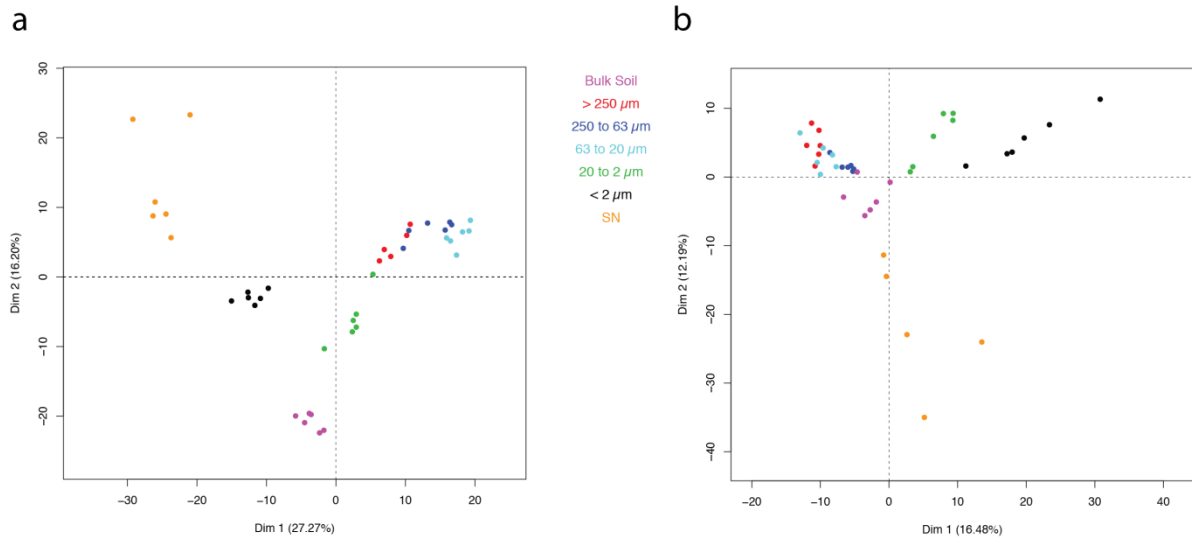 a
30
20
10
0
−10
−20
−30
−20
−10
0
10
20
Dim 2 (16.20%)
Dim 1 (27.27%)
Bulk Soil
> 250 µm
250 to 63 µm
63 to 20 µm
20 to 2 µm
< 2 µm
SN
b
10
0
−10
−20
−30
−40
−20
−10
0
10
20
30
40
Dim 2 (12.19%)
Dim 1 (16.48%)